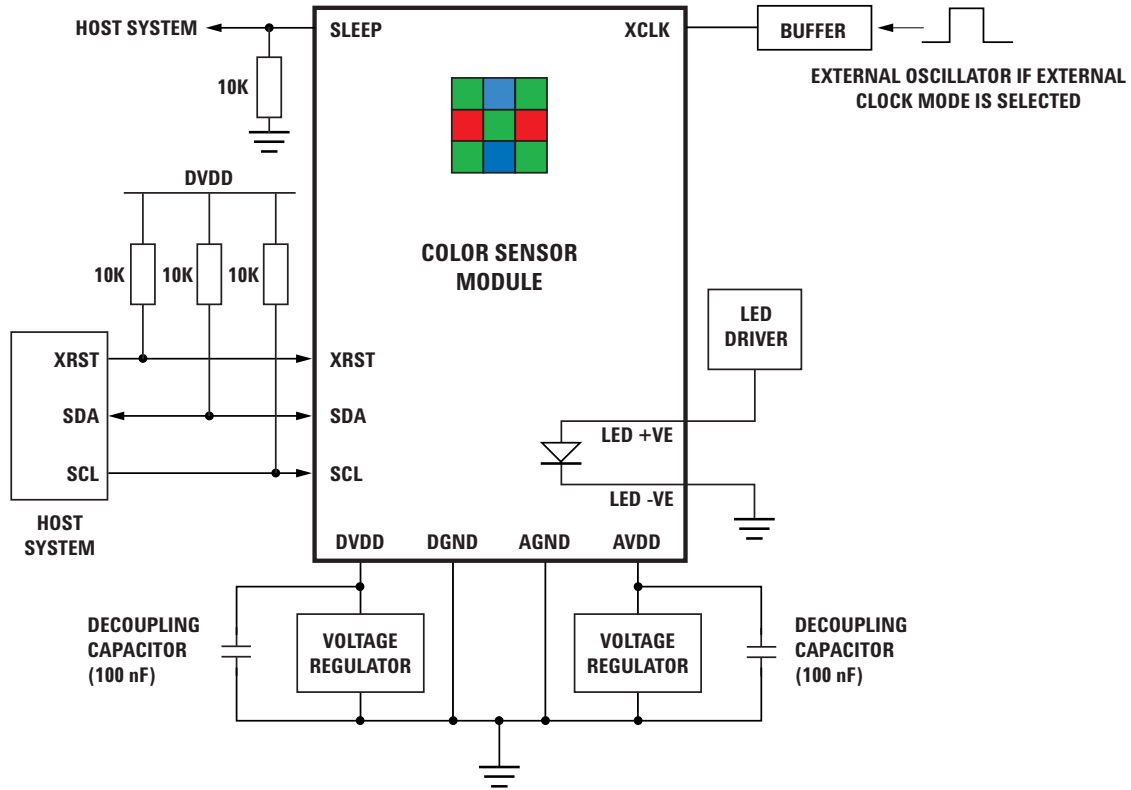 HOST SYSTEM
SLEEP
XCLK
BUFFER
10K
EXTERNAL OSCILLATOR IF EXTERNAL
CLOCK MODE IS SELECTED
DVDD
10K
10K
10K
COLOR SENSOR
MODULE
LED
DRIVER
XRST
SDA
SCL
XRST
SDA
SCL
HOST
SYSTEM
LED +VE
LED -VE
DVDD
DGND
AGND
AVDD
DECOUPLING
CAPACITOR
(100 nF)
VOLTAGE
REGULATOR
VOLTAGE
REGULATOR
DECOUPLING
CAPACITOR
(100 nF)